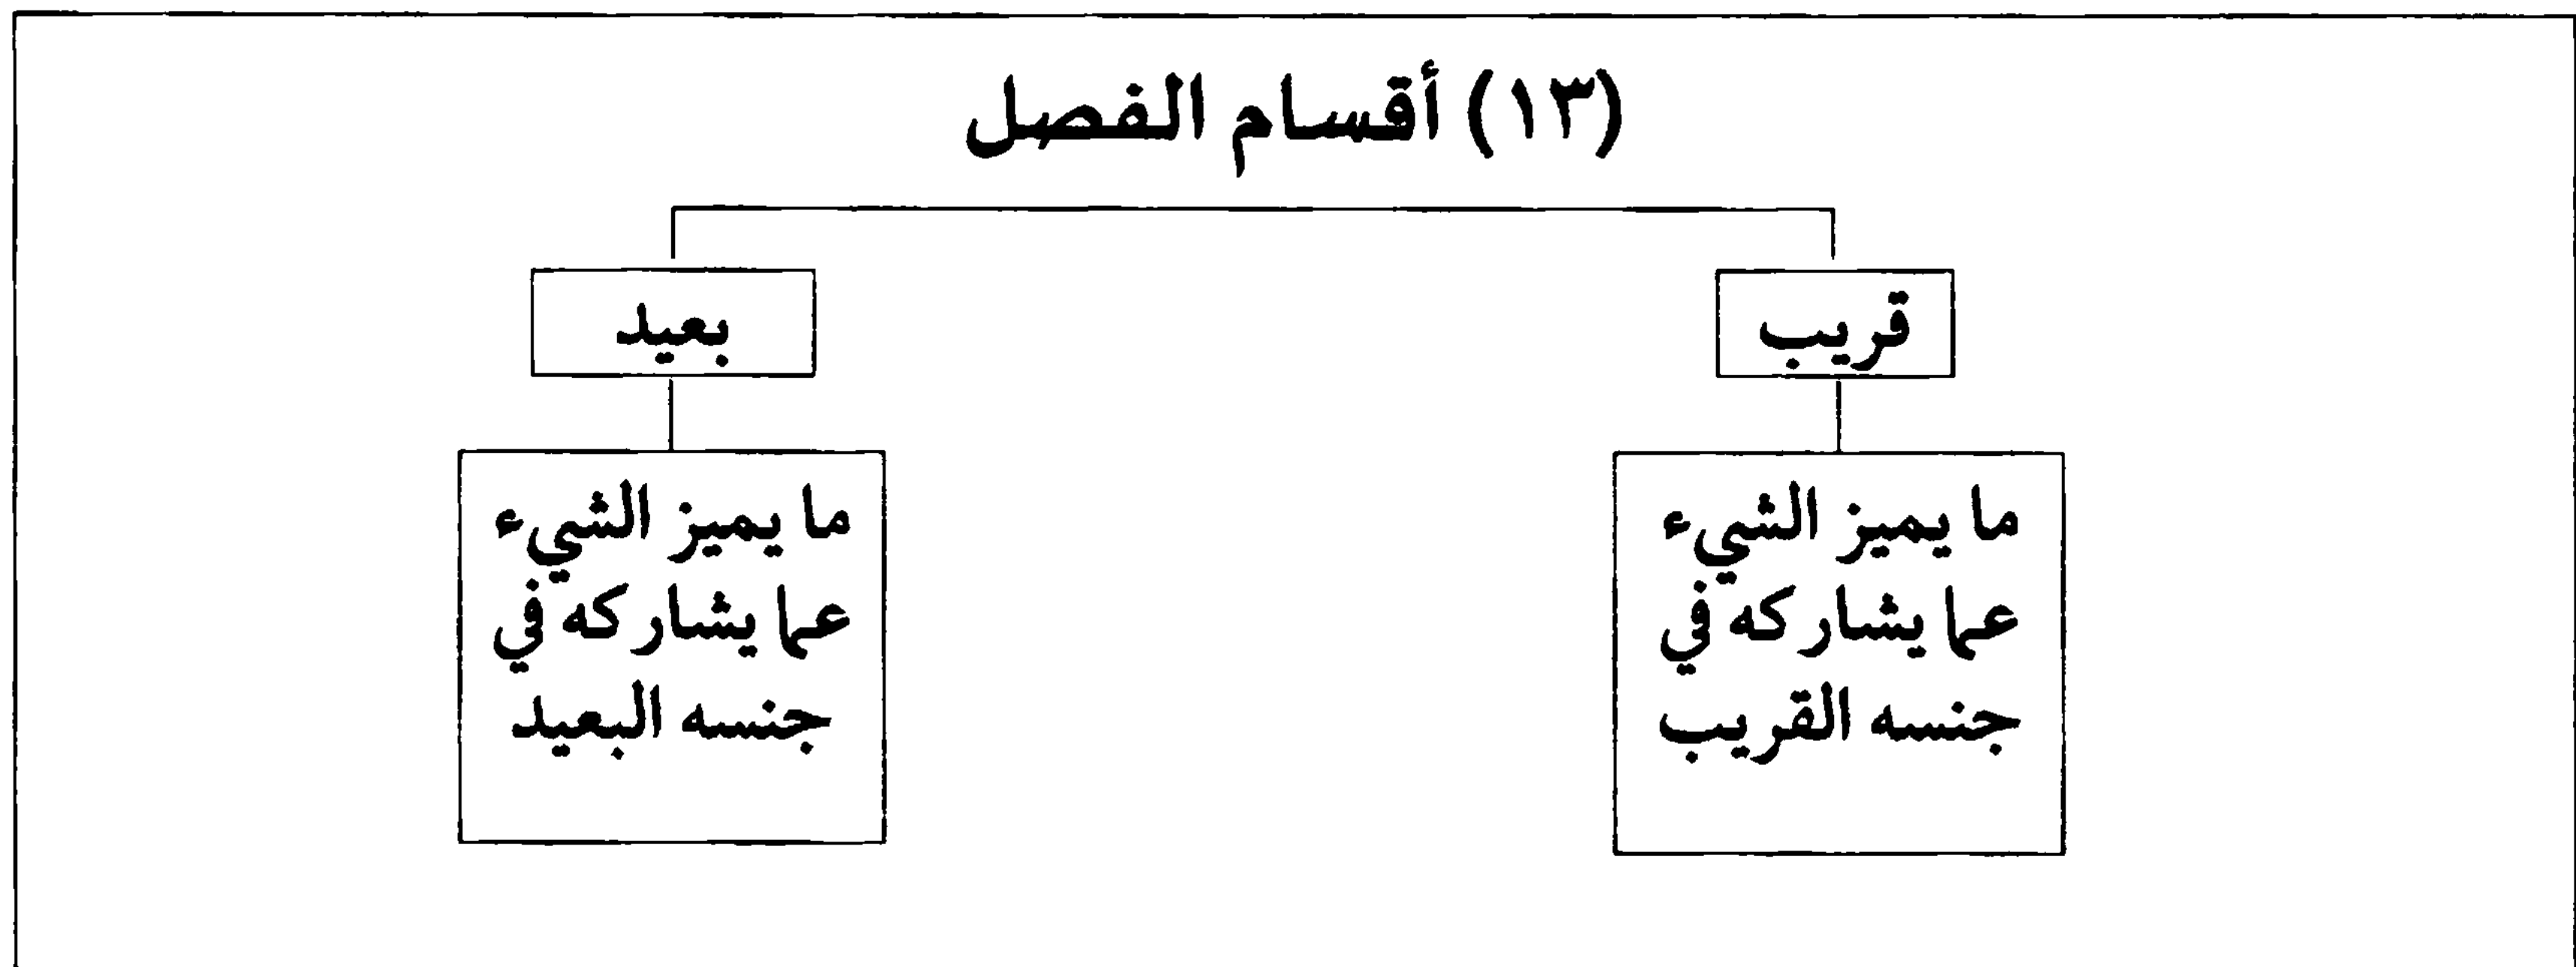 (١٣) أقسام الفصل
قريب
ما يميز الشيء
عما يشاركه في
جنسه القريب
بعيد
ما يميز الشيء
عما يشاركه في
جنسه البعيد